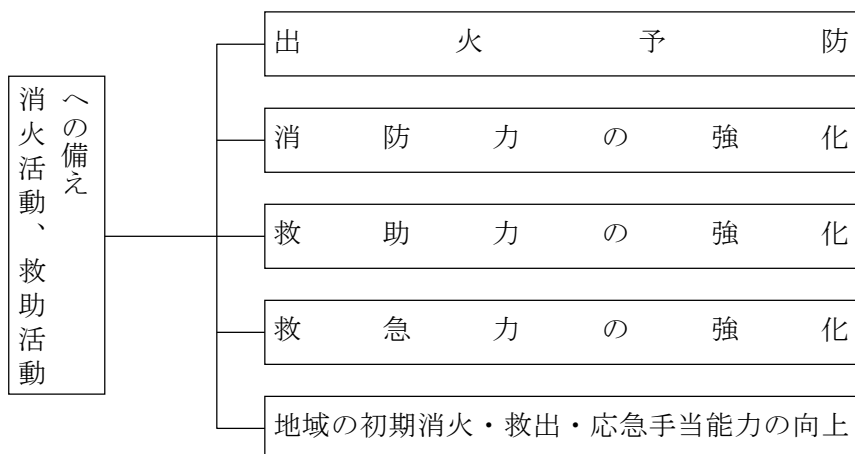 消火活動、救助活動
への備え
出火予防
消防力の強化
救助力の強化
救急力の強化
地域の初期消火・救出・応急手当能力の向上